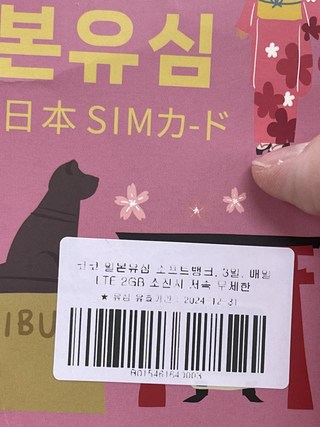 본유심
日本 SIMカード
IBU
일본유심 소프트뱅크, 3일, 매일
LTE 2GB 소진시 저속 무제한
★ 유심 유효기간 : 2024-12-31